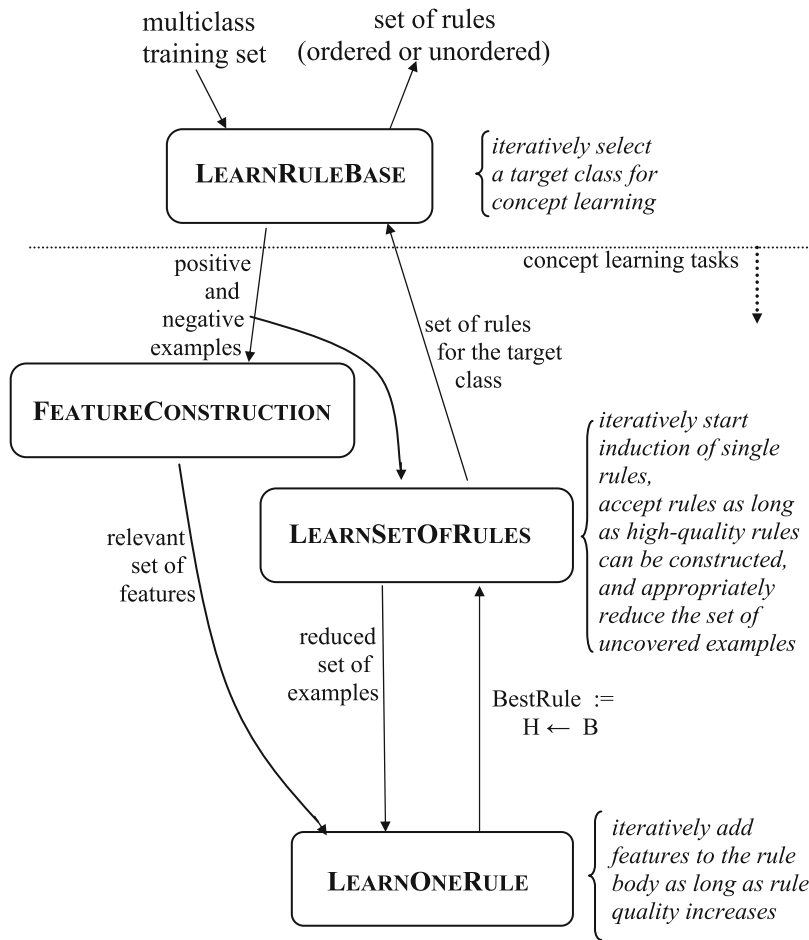 multiclass
training set
set of rules
(ordered or unordered)
LEARNRULEBASE
iteratively select
a target class for
concept learning
concept learning tasks
positive
and
negative
examples
set of rules
for the target
class
FEATURECONSTRUCTION
iteratively start
induction of single
rules,
accept rules as long
as high-quality rules
can be constructed,
and appropriately
reduce the set of
uncovered examples
LEARNSETOFRULES
relevant
set of
features
reduced
set of
examples
BestRule :=
H ← B
LEARNONERULE
iteratively add
features to the rule
body as long as rule
quality increases